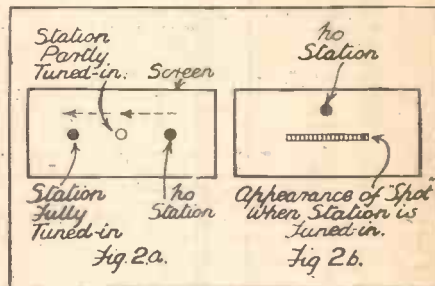 Station
Partly
Tuned-in.
Screen
Station
Fully
Tuned-in
no
Station
Fig. 2a.
no
Station
Appearance of "Spot"
when Station is
Tuned-in.
Fig 2b.